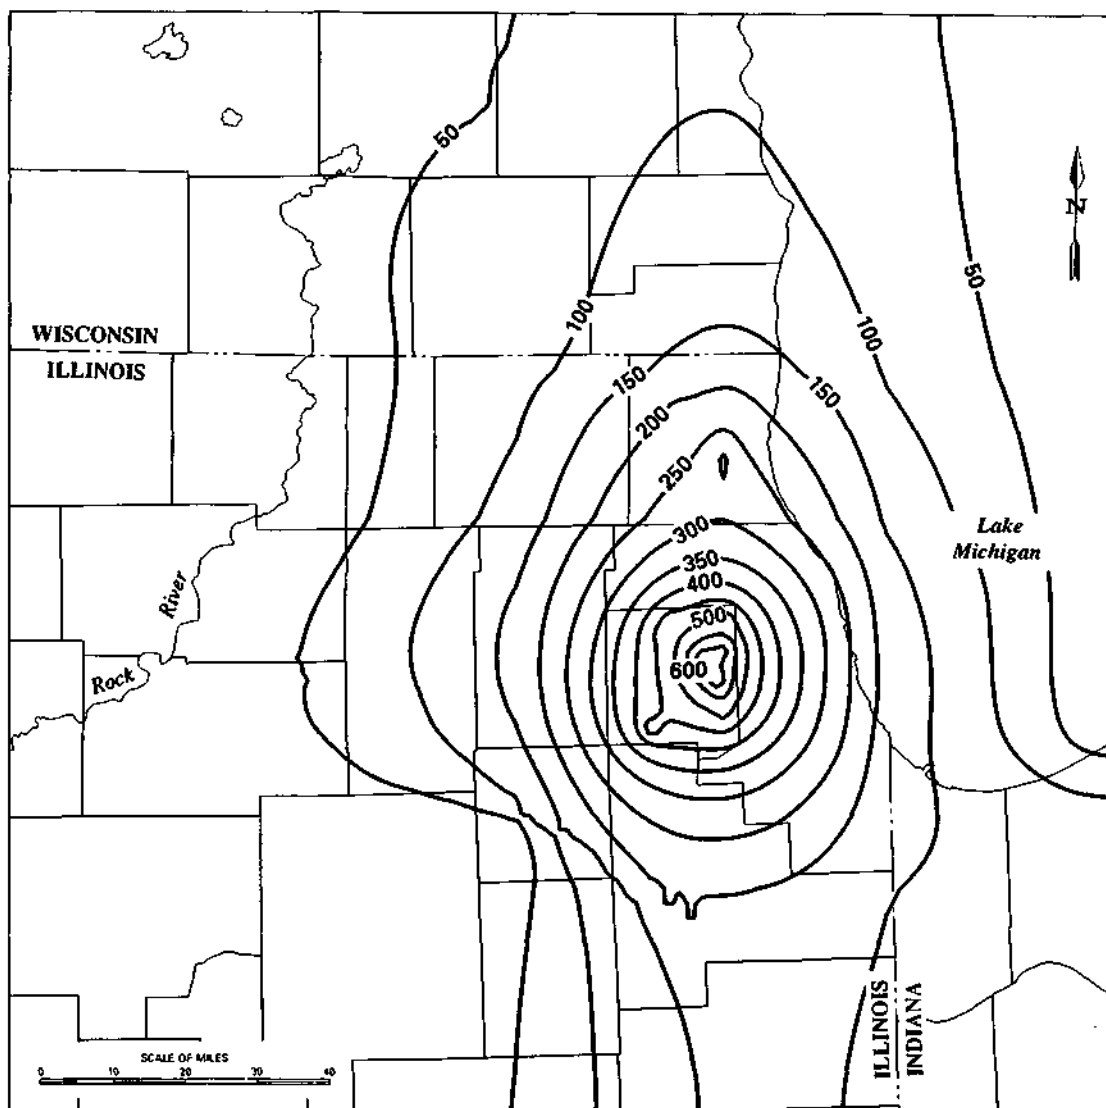 50
N
50
100
100
WISCONSIN
ILLINOIS
150
150
200
250
300
Lake
Michigan
350
400
River
500
600
Rock
ILLINOIS
INDIANA
SCALE OF MILES
0 10 20 30 40